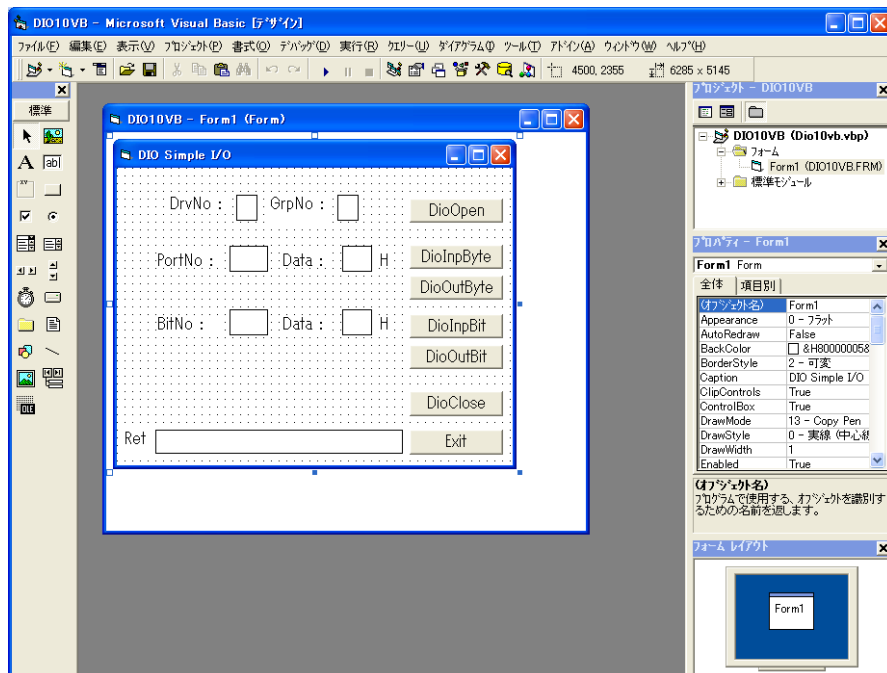 DIO10VB - Microsoft Visual Basic [ﾃﾞｻﾞｲﾝ]
ﾌｧｲﾙ(F) 編集(E) 表示(V) ﾌﾟﾛｼﾞｪｸﾄ(P) 書式(O) ﾃﾞﾊﾞｯｸﾞ(D) 実行(R) ｸｴﾘｰ(U) ﾀﾞｲｱｸﾞﾗﾑ(I) ﾂｰﾙ(T) ｱﾄﾞｲﾝ(A) ｳｨﾝﾄﾞｳ(W) ﾍﾙﾌﾟ(H)
4500, 2355 6285 x 5145
標準
A ab
OLE
DIO10VB - Form1 (Form)
DIO Simple I/O
DrvNo : GrpNo :
DioOpen
PortNo : Data : H
DioInpByte
DioOutByte
BitNo : Data : H
DioInpBit
DioOutBit
DioClose
Ret
Exit
ﾌﾟﾛｼﾞｪｸﾄ - DIO10VB
DIO10VB (Dio10vb.vbp)
ﾌｫｰﾑ
Form1 (DIO10VB.FRM)
標準ﾓｼﾞｭｰﾙ
ﾌﾟﾛﾊﾟﾃｨ - Form1
Form1 Form
全体 項目別
(ｵﾌﾞｼﾞｪｸﾄ名) Form1
Appearance 0 - ﾌﾗｯﾄ
AutoRedraw False
BackColor &H80000005&
BorderStyle 2 - 可変
Caption DIO Simple I/O
ClipControls True
ControlBox True
DrawMode 13 - Copy Pen
DrawStyle 0 - 実線 (中心線
DrawWidth 1
Enabled True
(ｵﾌﾞｼﾞｪｸﾄ名)
ﾌﾟﾛｸﾞﾗﾑで使用する、ｵﾌﾞｼﾞｪｸﾄを識別す
るための名前を返します。
ﾌｫｰﾑ ﾚｲｱｳﾄ
Form1